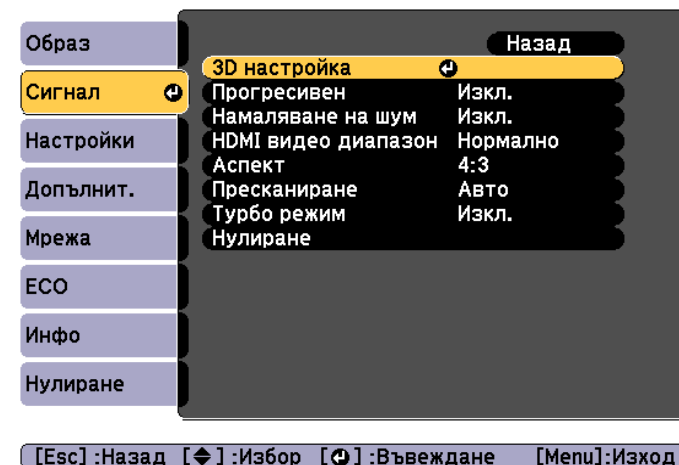 Образ
Сигнал
Настройки
Допълнит.
Мрежа
ECO
Инфо
Нулиране
Назад
3D настройка
Прогресивен Изкл.
Намаляване на шум Изкл.
HDMI видео диапазон Нормално
Аспект 4:3
Пресканиране Авто
Турбо режим Изкл.
Нулиране
[Esc] :Назад [◆] :Избор [⏎] :Въвеждане [Menu]:Изход